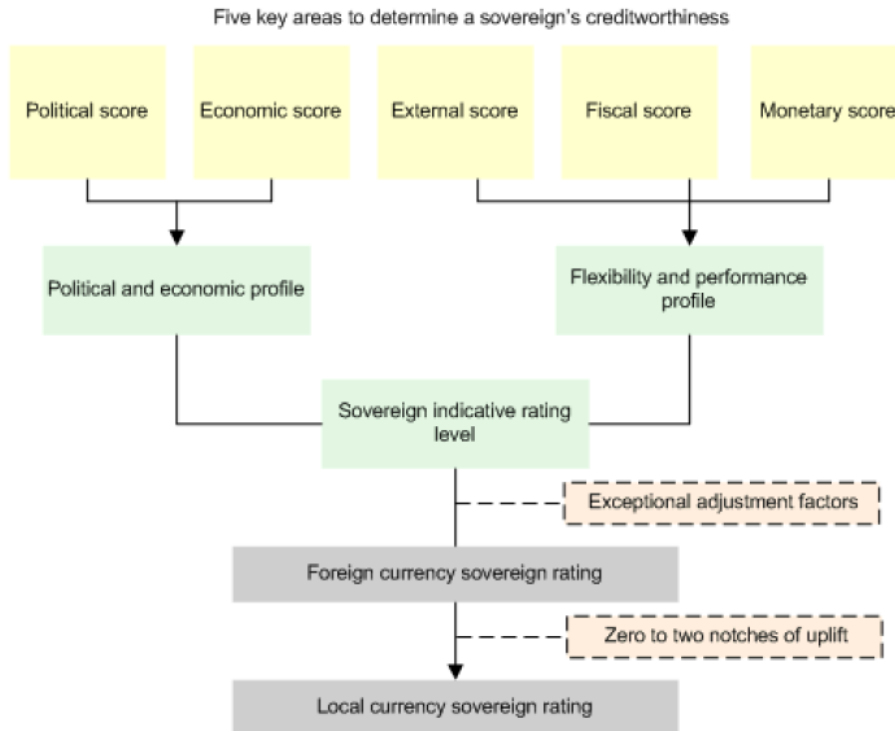 Five key areas to determine a sovereign's creditworthiness
Political score
Economic score
External score
Fiscal score
Monetary score
Political and economic profile
Flexibility and performance
profile
Sovereign indicative rating
level
Exceptional adjustment factors
Foreign currency sovereign rating
Zero to two notches of uplift
Local currency sovereign rating